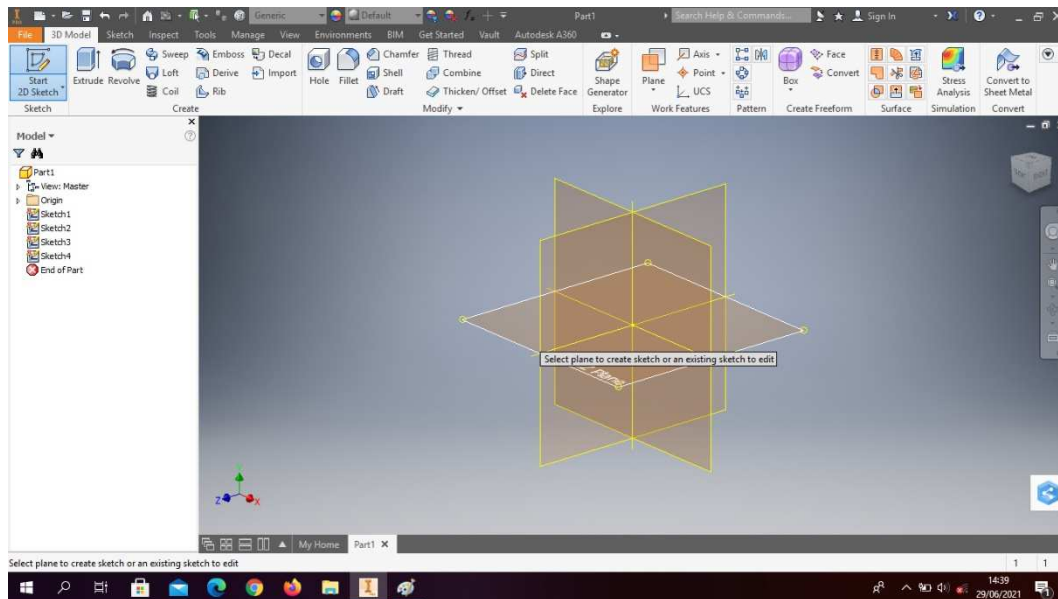 Generic Default Part1 Search Help & Commands... Sign In
File 3D Model Sketch Inspect Tools Manage View Environments BIM Get Started Vault Autodesk A360
Start 2D Sketch
Extrude Revolve
Sweep Emboss Decal
Loft Derive Import
Coil Rib
Hole Fillet
Chamfer Thread Split
Shell Combine Direct
Draft Thicken/ Offset Delete Face
Shape Generator
Plane
Axis
Point
UCS
Box
Face
Convert
Stress Analysis
Convert to Sheet Metal
Sketch Create Modify Explore Work Features Pattern Create Freeform Surface Simulation Convert
Model
Part1
View: Master
Origin
Sketch1
Sketch2
Sketch3
Sketch4
End of Part
Select plane to create sketch or an existing sketch to edit
Plane
Y
Z X
My Home Part1
Select plane to create sketch or an existing sketch to edit 1 1
14:39
29/06/2021